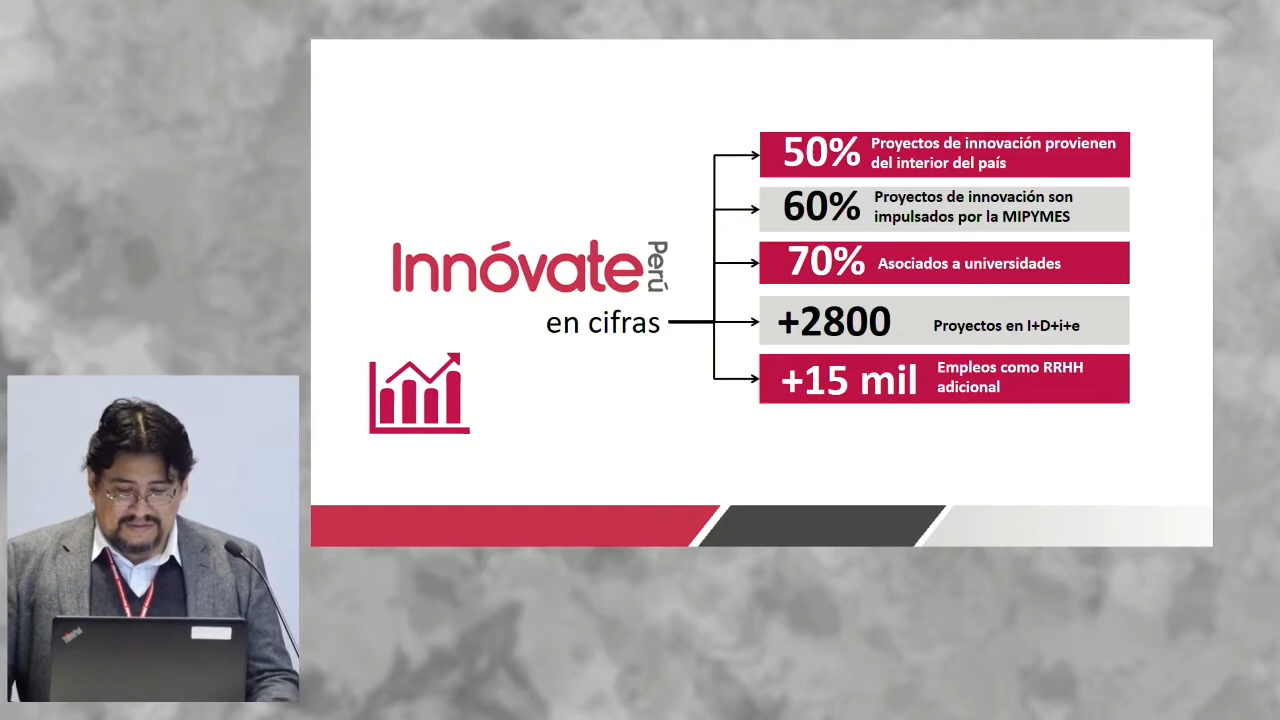 50%
Proyectos de innovación provienen
del interior del país
60%
Proyectos de innovación son
impulsados por la MIPYMES
Innóvate
Perú
70%
Asociados a universidades
en cifras
+2800
Proyectos en I+D+i+e
+15 mil
Empleos como RRHH
adicional
ThinkPad